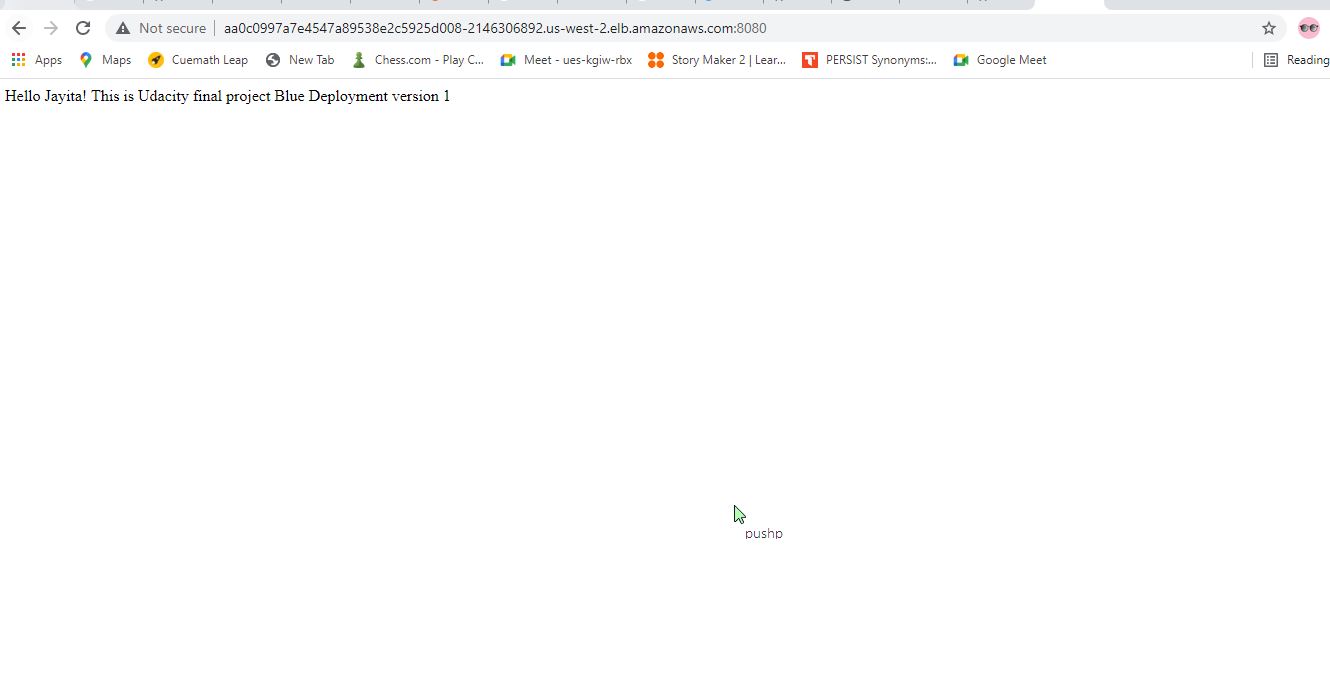 Not secure aa0c0997a7e4547a89538e2c5925d008-2146306892.us-west-2.elb.amazonaws.com:8080
Apps Maps Cuemath Leap New Tab Chess.com - Play C... Meet - ues-kgiw-rbx Story Maker 2 | Lear... PERSIST Synonyms:... Google Meet Reading
Hello Jayita! This is Udacity final project Blue Deployment version 1
pushp